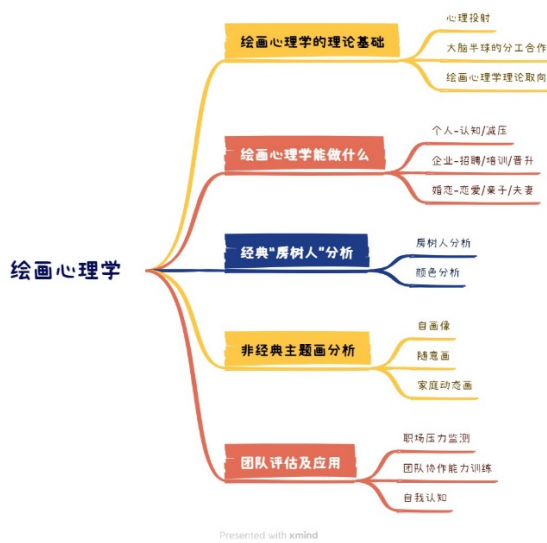 绘画心理学
绘画心理学的理论基础
心理投射
大脑半球的分工合作
绘画心理学理论取向
绘画心理学能做什么
个人-认知/减压
企业-招聘/培训/晋升
婚恋-恋爱/亲子/夫妻
经典“房树人”分析
房树人分析
颜色分析
非经典主题画分析
自画像
随意画
家庭动态画
团队评估及应用
职场压力监测
团队协作能力训练
自我认知
Presented with xmind